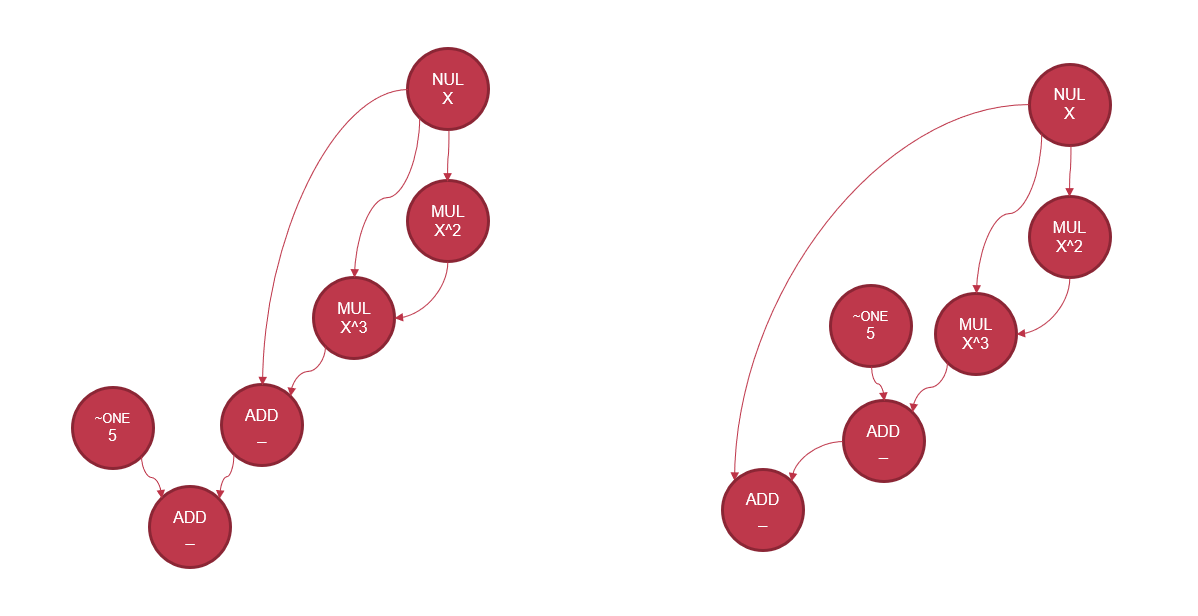 NUL
X
MUL
X^2
MUL
X^3
ADD
_
~ONE
5
ADD
_
NUL
X
MUL
X^2
~ONE
5
MUL
X^3
ADD
_
ADD
_